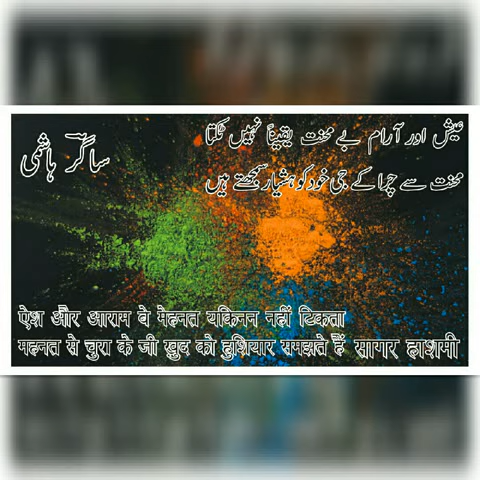 عیش اور آرام بے محنت یقیناً نہیں ٹکتا
محنت سے چرا کے جی خود کو ہشیار سمجھتے ہیں
ساگر ہاشمی
ऐश और आराम बे मेहनत यकिनन नहीं टिकता
महनत से चुरा के जी ख़ुद को हुशियार समझते हैं सागर हाशमी